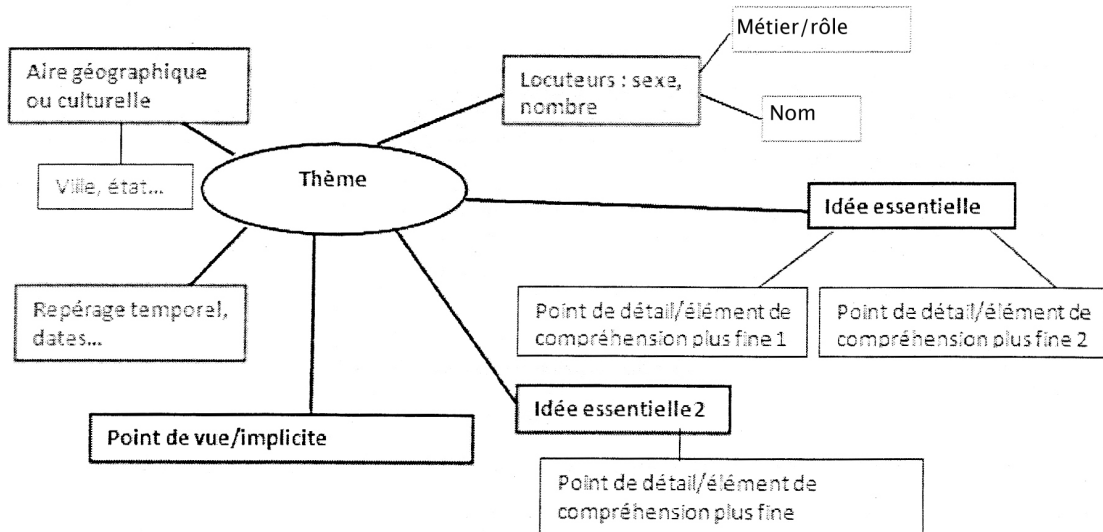 Métier/rôle
Aire géographique
ou culturelle
Locuteurs : sexe,
nombre
Nom
Ville, état...
Thème
Idée essentielle
Repérage temporel,
dates...
Point de détail/élément de
compréhension plus fine 1
Point de détail/élément de
compréhension plus fine 2
Idée essentielle 2
Point de vue/implicite
Point de détail/élément de
compréhension plus fine